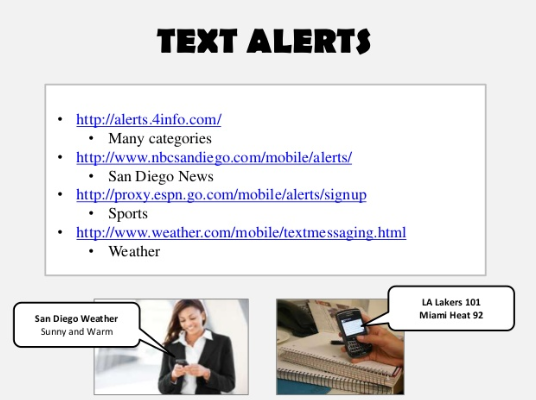 TEXT ALERTS
• http://alerts.4info.com/
• Many categories
• http://www.nbcsandiego.com/mobile/alerts/
• San Diego News
• http://proxy.espn.go.com/mobile/alerts/signup
• Sports
• http://www.weather.com/mobile/textmessaging.html
• Weather
San Diego Weather
Sunny and Warm
LA Lakers 101
Miami Heat 92